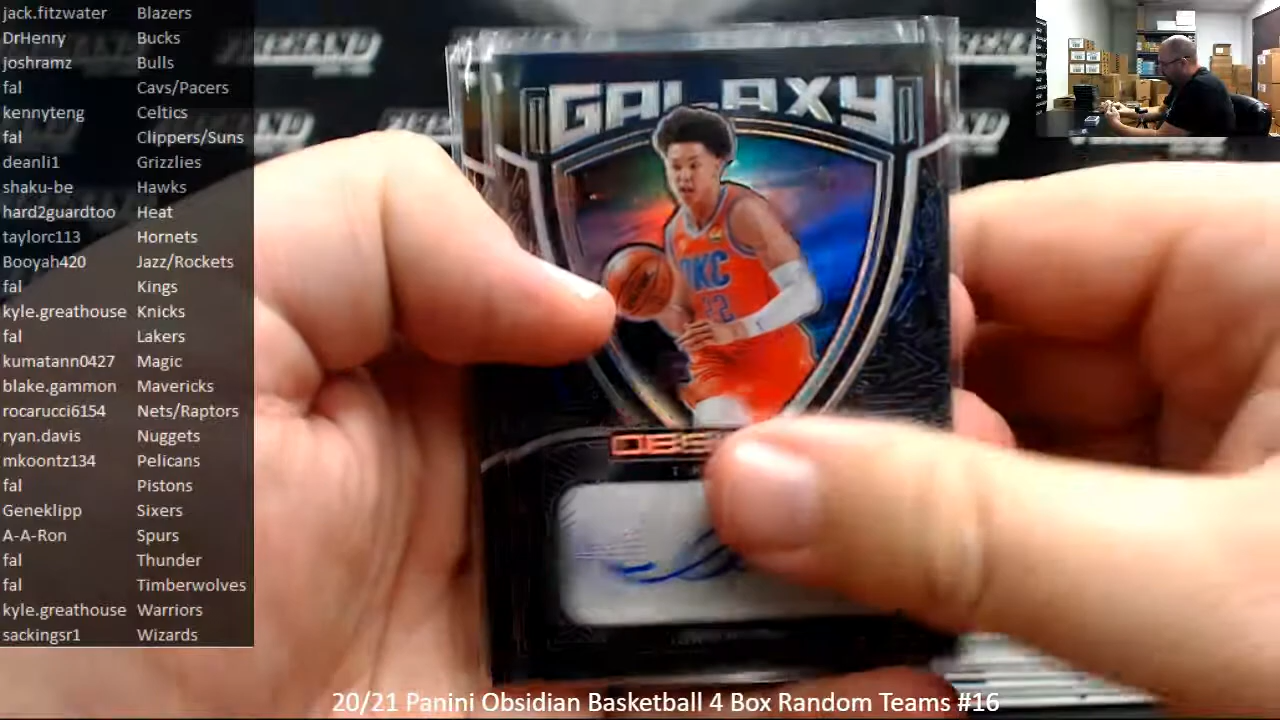 jack.fitzwater Blazers
DrHenry Bucks
joshramz Bulls
fal Cavs/Pacers
kennyteng Celtics
fal Clippers/Suns
deanli1 Grizzlies
shaku-be Hawks
hard2guardtoo Heat
taylorc113 Hornets
Booyah420 Jazz/Rockets
fal Kings
kyle.greathouse Knicks
fal Lakers
kumatann0427 Magic
blake.gammon Mavericks
rocarucci6154 Nets/Raptors
ryan.davis Nuggets
mkoontz134 Pelicans
fal Pistons
Geneklipp Sixers
A-A-Ron Spurs
fal Thunder
fal Timberwolves
kyle.greathouse Warriors
sackingsr1 Wizards
GALAXY
OKC
20/21 Panini Obsidian Basketball 4 Box Random Teams #16